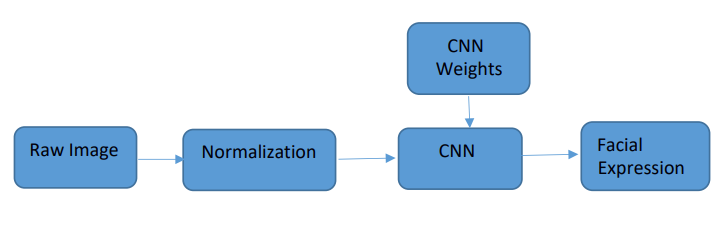 CNN
Weights
Raw Image
Normalization
CNN
Facial
Expression